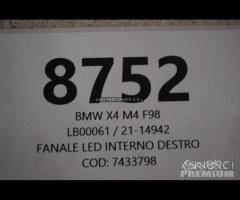 8752
BMW X4 M4 F98
LB00061 / 21-14942
FANALE LED INTERNO DESTRO
COD: 7433798
PREMIUM